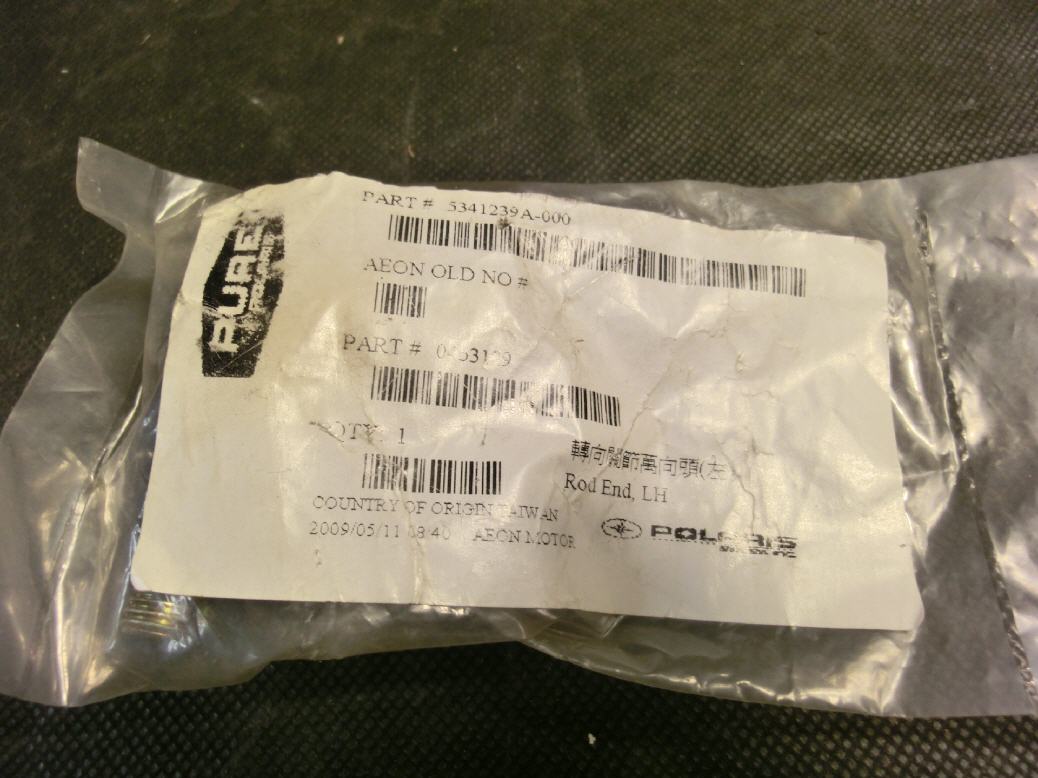 PURE
PART # 5341239A-000
AEON OLD NO #
PART #
QTY: 1
轉向關節萬向頭(左
Rod End, LH
COUNTRY OF ORIGIN TAIWAN
2009/05/11 08:40 AEON MOTOR
POLARIS